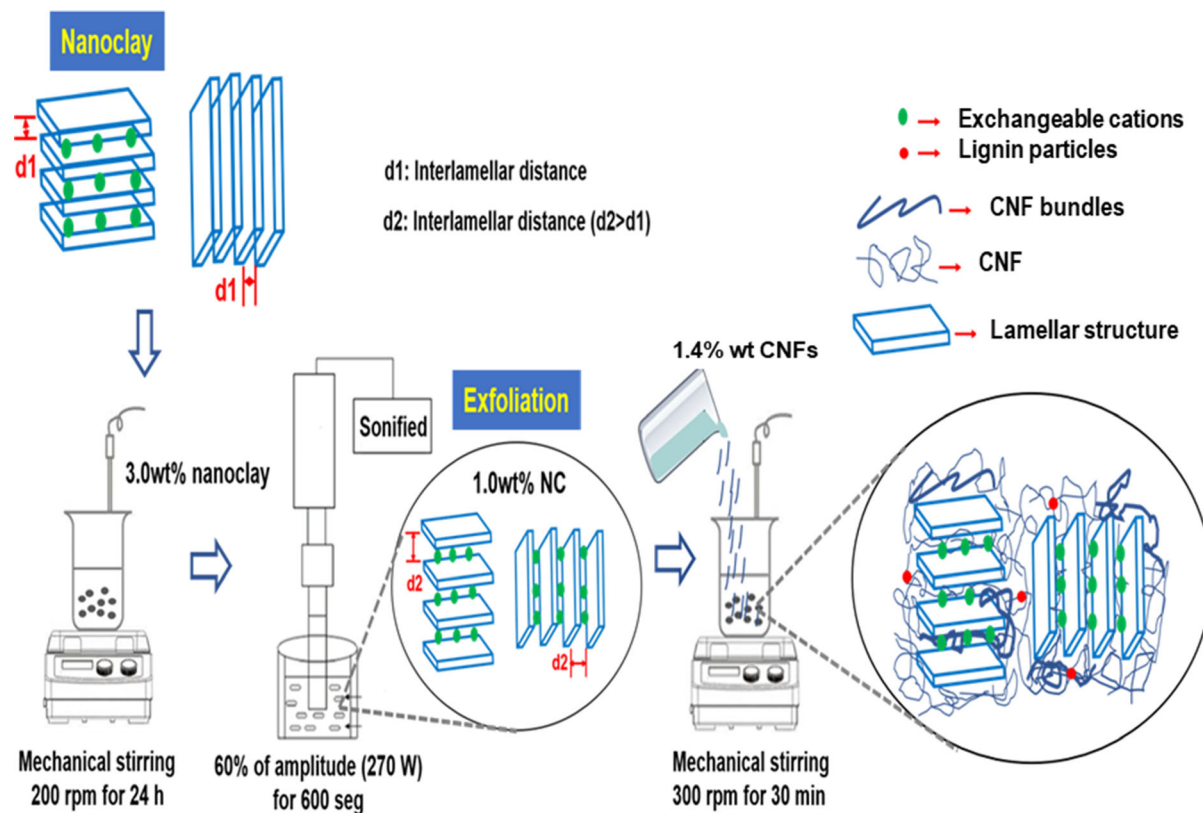 Nanoclay
d1
d1
d1: Interlamellar distance
d2: Interlamellar distance (d2>d1)
Exchangeable cations
Lignin particles
CNF bundles
CNF
Lamellar structure
3.0wt% nanoclay
Mechanical stirring
200 rpm for 24 h
Sonified
60% of amplitude (270 W)
for 600 seg
Exfoliation
1.0wt% NC
d2
d2
1.4% wt CNFs
Mechanical stirring
300 rpm for 30 min